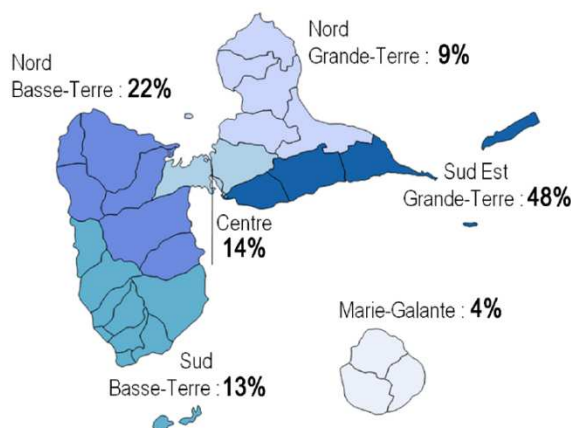 Nord
Grande-Terre : 9%
Nord
Basse-Terre : 22%
Sud Est
Grande-Terre : 48%
Centre
14%
Marie-Galante : 4%
Sud
Basse-Terre : 13%